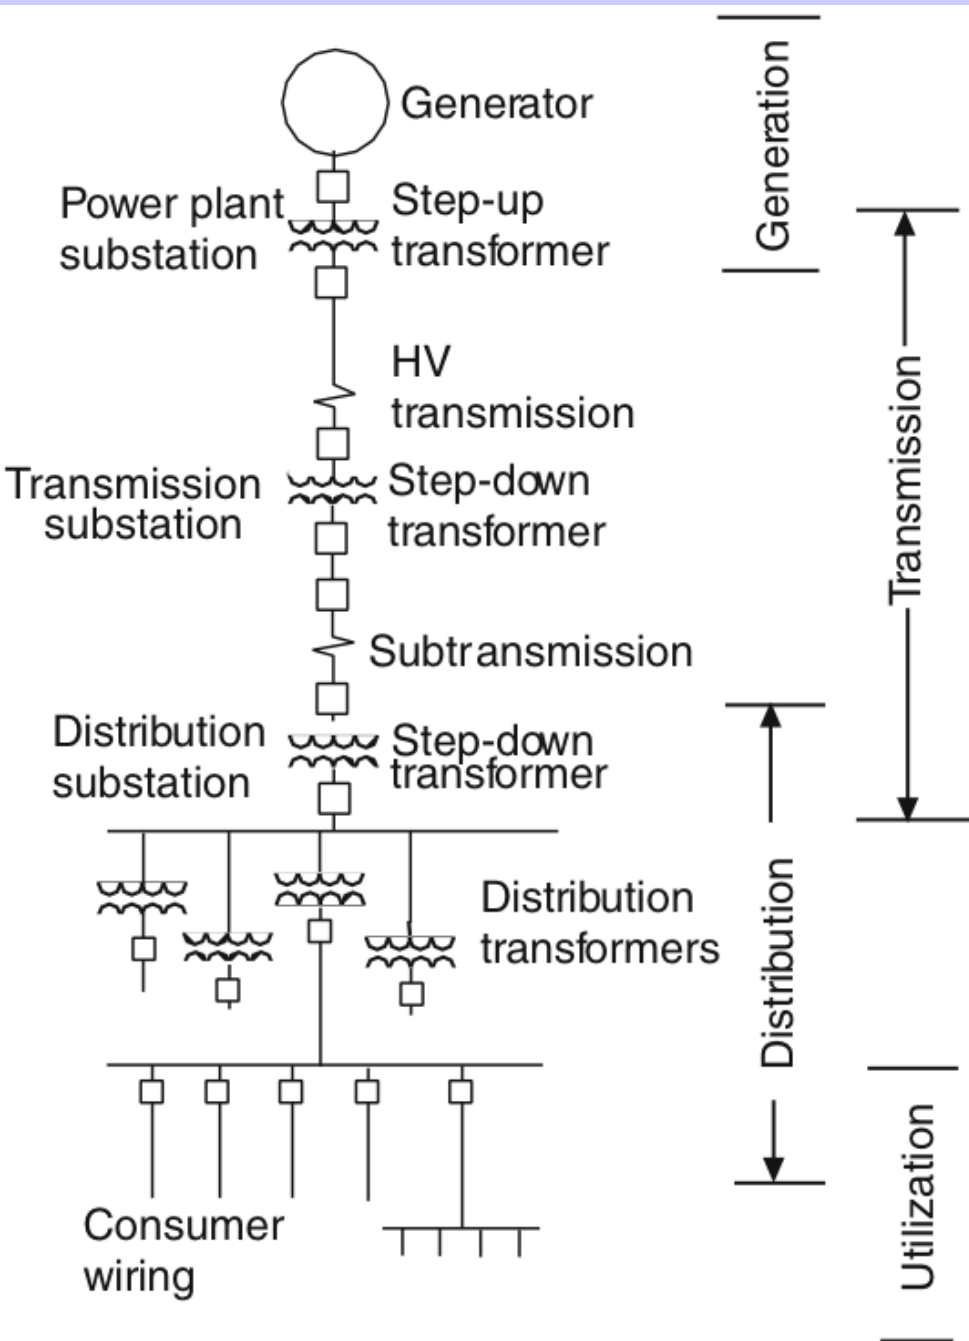 Generator
Generation
Power plant
substation
Step-up
transformer
HV
transmission
Transmission
Transmission
substation
Step-down
transformer
Subtransmission
Distribution
substation
Step-down
transformer
Distribution
transformers
Distribution
Consumer
wiring
Utilization